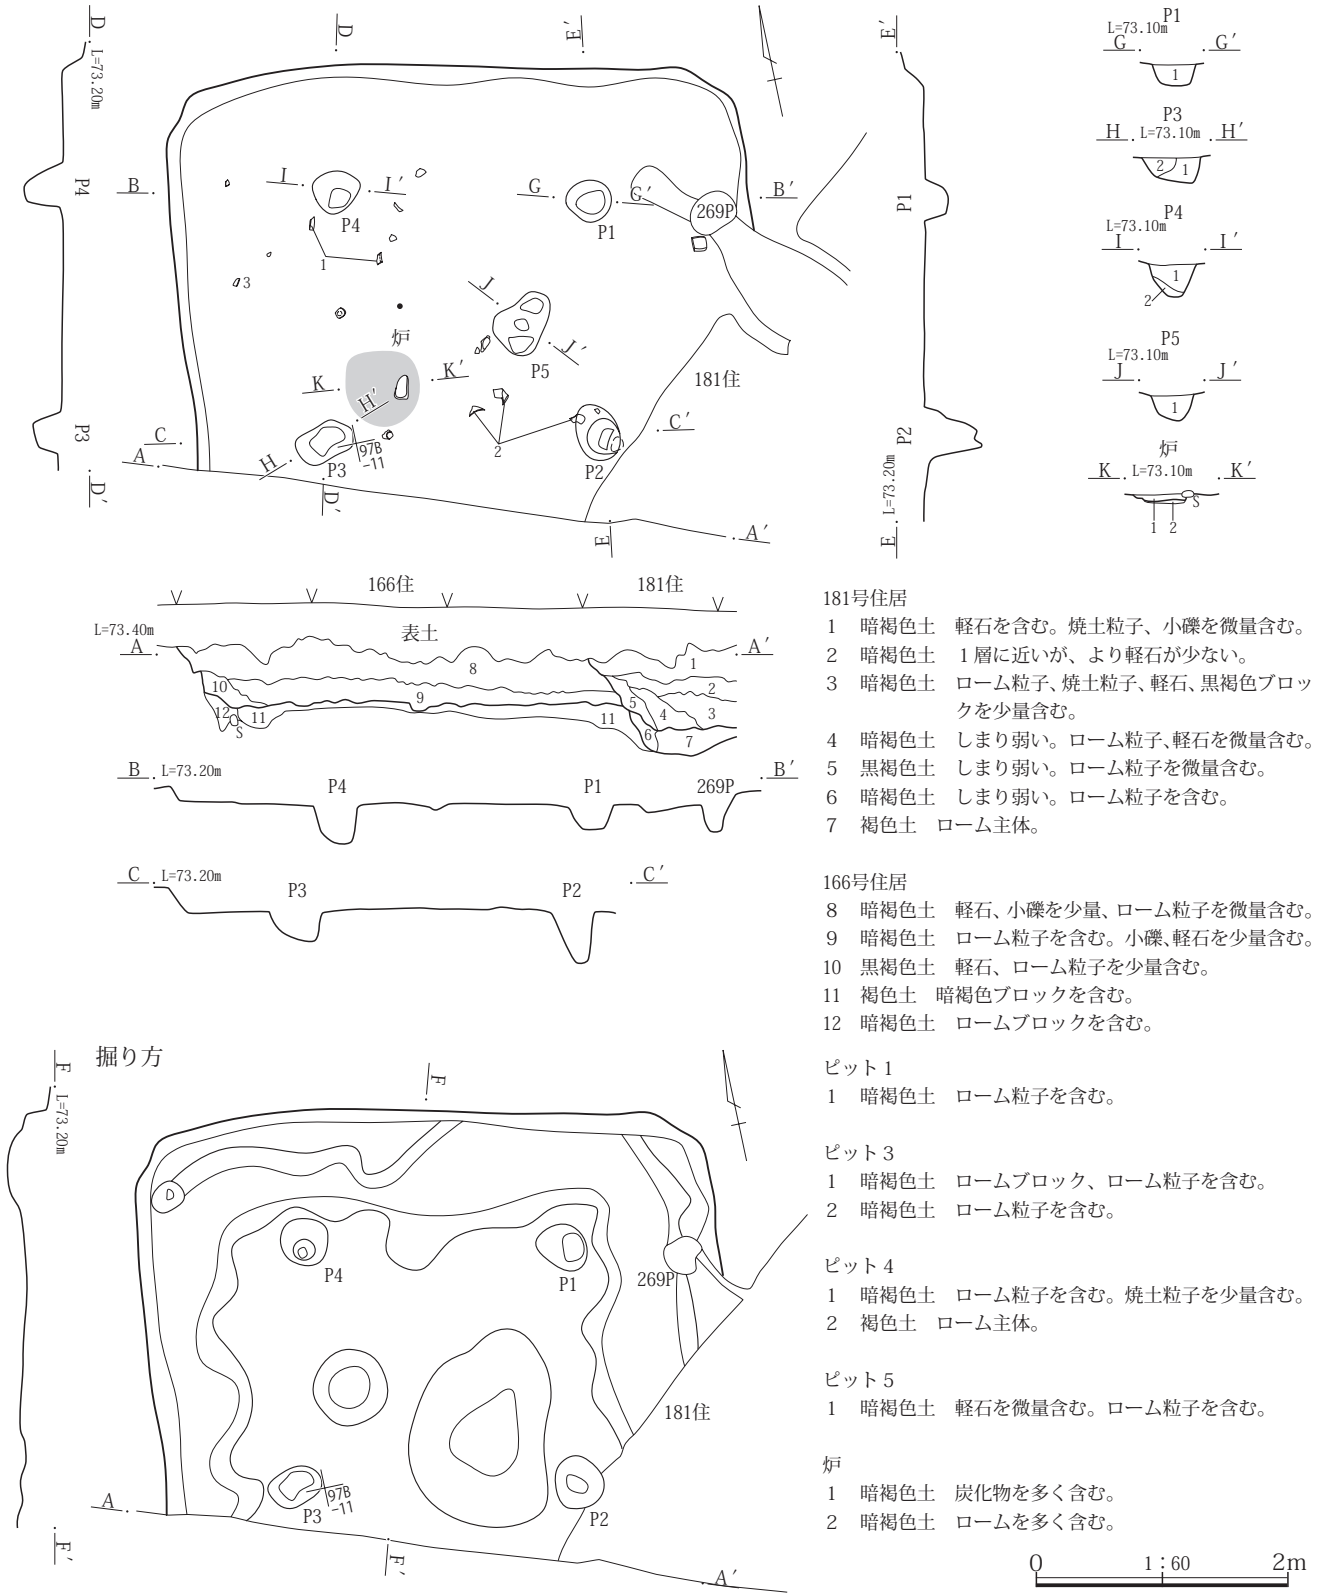 D
L=73.20m
P4
P3
D′
D
E′
B
I
I′
P4
G
G′
P1
269P
B′
1
3
J
J′
P5
炉
K
K′
H′
H
P3
97B
-11
C
C′
A
2
P2
181住
D′
E
A′
E′
P1
P2
L=73.20m
E
P1
L=73.10m
G
G′
1
P3
H
L=73.10m
H′
2
1
P4
L=73.10m
I
I′
1
2
P5
L=73.10m
J
J′
1
炉
K
L=73.10m
K′
S
1
2
166住
181住
表土
L=73.40m
A
A′
8
1
10
9
2
12
11
11
5
4
3
S
6
7
B
L=73.20m
P4
P1
269P
B′
C
L=73.20m
P3
P2
C′
181号住居
1 暗褐色土 軽石を含む。焼土粒子、小礫を微量含む。
2 暗褐色土 1層に近いが、より軽石が少ない。
3 暗褐色土 ローム粒子、焼土粒子、軽石、黒褐色ブロッ
クを少量含む。
4 暗褐色土 しまり弱い。ローム粒子、軽石を微量含む。
5 黒褐色土 しまり弱い。ローム粒子を微量含む。
6 暗褐色土 しまり弱い。ローム粒子を含む。
7 褐色土 ローム主体。
166号住居
8 暗褐色土 軽石、小礫を少量、ローム粒子を微量含む。
9 暗褐色土 ローム粒子を含む。小礫、軽石を少量含む。
10 黒褐色土 軽石、ローム粒子を少量含む。
11 褐色土 暗褐色ブロックを含む。
12 暗褐色土 ロームブロックを含む。
ピット1
1 暗褐色土 ローム粒子を含む。
ピット3
1 暗褐色土 ロームブロック、ローム粒子を含む。
2 暗褐色土 ローム粒子を含む。
ピット4
1 暗褐色土 ローム粒子を含む。焼土粒子を少量含む。
2 褐色土 ローム主体。
ピット5
1 暗褐色土 軽石を微量含む。ローム粒子を含む。
炉
1 暗褐色土 炭化物を多く含む。
2 暗褐色土 ロームを多く含む。
掘り方
F
L=73.20m
F′
F
P4
P1
269P
181住
P3
97B
-11
P2
A
F′
A′
0
1：60
2m